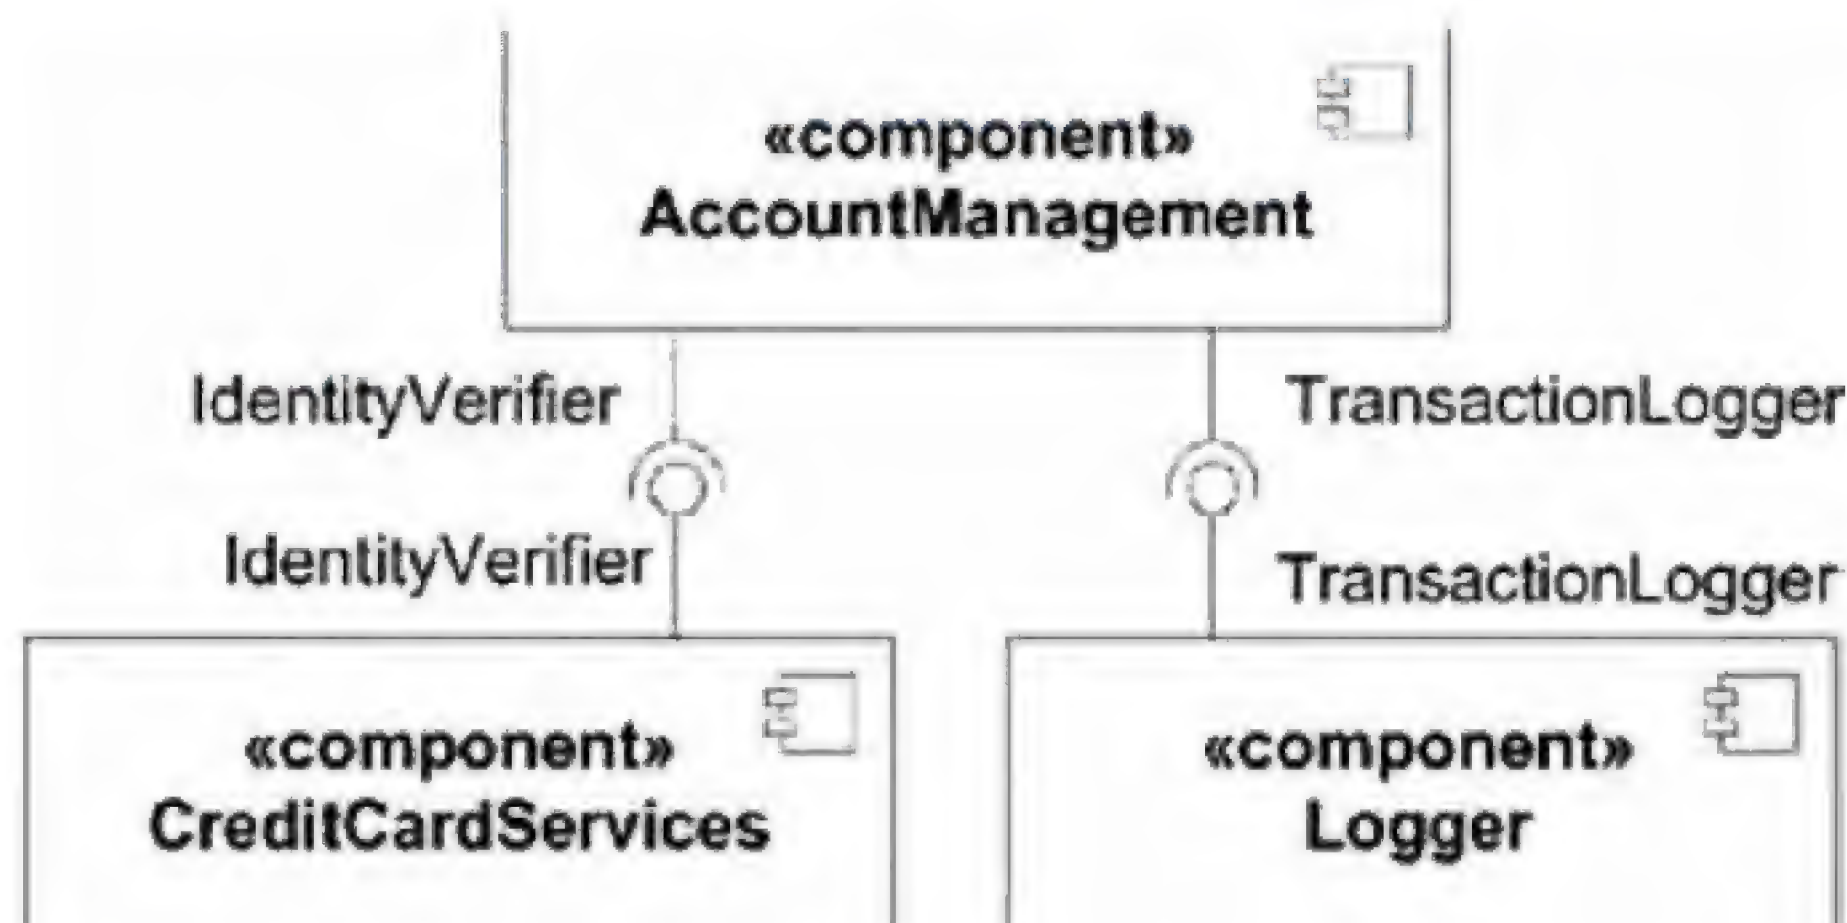 «component»
AccountManagement
IdentityVerifier
TransactionLogger
IdentityVerifier
TransactionLogger
«component»
CreditCardServices
«component»
Logger